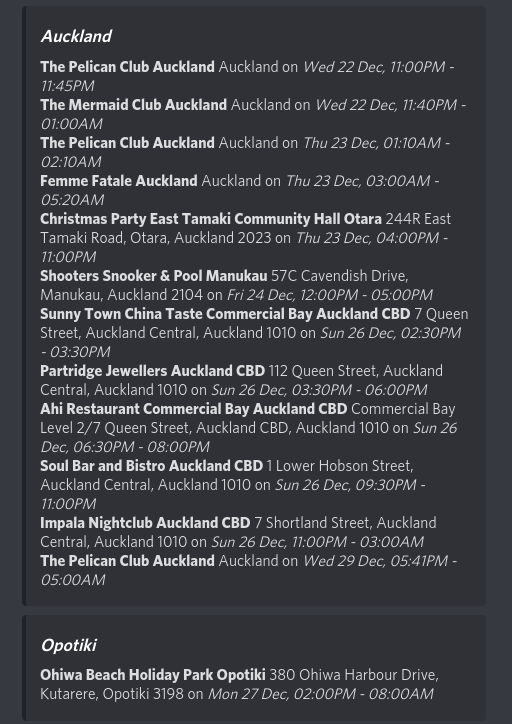 Auckland
The Pelican Club Auckland Auckland on Wed 22 Dec, 11:00PM -
11:45PM
The Mermaid Club Auckland Auckland on Wed 22 Dec, 11:40PM -
01:00AM
The Pelican Club Auckland Auckland on Thu 23 Dec, 01:10AM -
02:10AM
Femme Fatale Auckland Auckland on Thu 23 Dec, 03:00AM -
05:20AM
Christmas Party East Tamaki Community Hall Otara 244R East
Tamaki Road, Otara, Auckland 2023 on Thu 23 Dec, 04:00PM -
11:00PM
Shooters Snooker & Pool Manukau 57C Cavendish Drive,
Manukau, Auckland 2104 on Fri 24 Dec, 12:00PM - 05:00PM
Sunny Town China Taste Commercial Bay Auckland CBD 7 Queen
Street, Auckland Central, Auckland 1010 on Sun 26 Dec, 02:30PM
- 03:30PM
Partridge Jewellers Auckland CBD 112 Queen Street, Auckland
Central, Auckland 1010 on Sun 26 Dec, 03:30PM - 06:00PM
Ahi Restaurant Commercial Bay Auckland CBD Commercial Bay
Level 2/7 Queen Street, Auckland CBD, Auckland 1010 on Sun 26
Dec, 06:30PM - 08:00PM
Soul Bar and Bistro Auckland CBD 1 Lower Hobson Street,
Auckland Central, Auckland 1010 on Sun 26 Dec, 09:30PM -
11:00PM
Impala Nightclub Auckland CBD 7 Shortland Street, Auckland
Central, Auckland 1010 on Sun 26 Dec, 11:00PM - 03:00AM
The Pelican Club Auckland Auckland on Wed 29 Dec, 05:41PM -
05:00AM
Opotiki
Ohiwa Beach Holiday Park Opotiki 380 Ohiwa Harbour Drive,
Kutarere, Opotiki 3198 on Mon 27 Dec, 02:00PM - 08:00AM